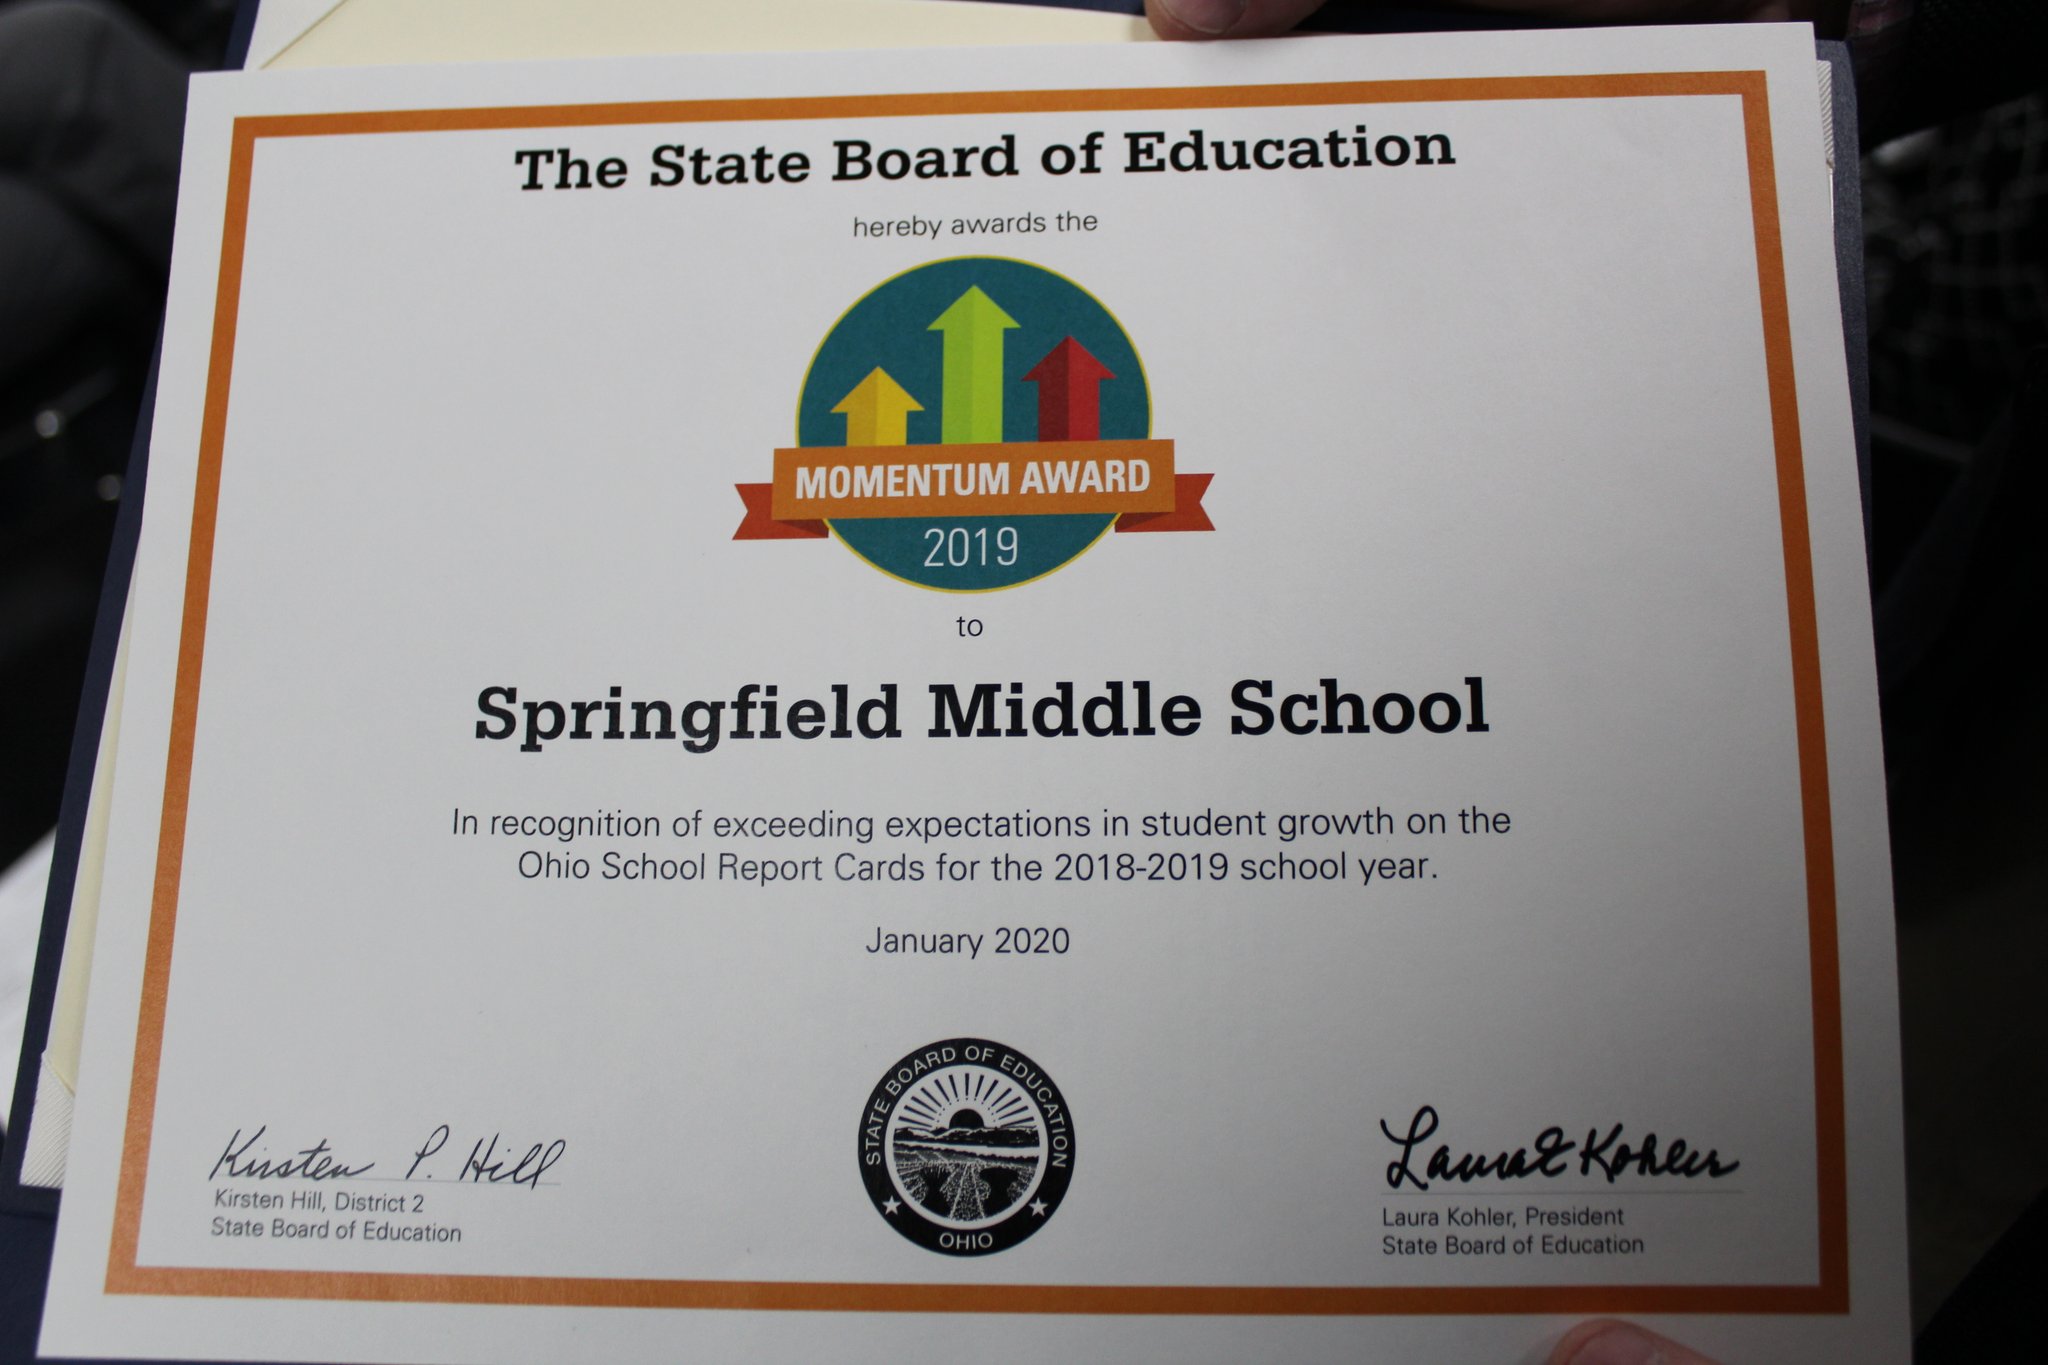 The State Board of Education
hereby awards the
MOMENTUM AWARD
2019
to
Springfield Middle School
In recognition of exceeding expectations in student growth on the
Ohio School Report Cards for the 2018-2019 school year.
January 2020
Kirsten P. Hill
Kirsten Hill, District 2
State Board of Education
STATE BOARD OF EDUCATION
OHIO
Laura E Kohler
Laura Kohler, President
State Board of Education